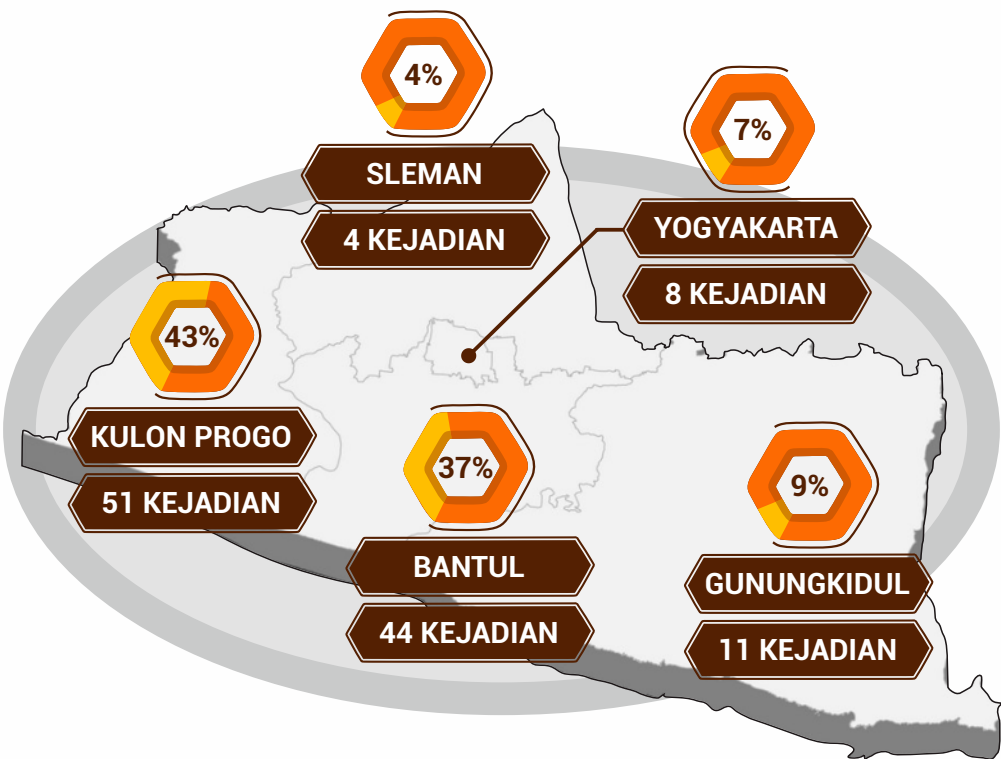 4%
SLEMAN
4 KEJADIAN
7%
YOGYAKARTA
8 KEJADIAN
43%
KULON PROGO
51 KEJADIAN
37%
BANTUL
44 KEJADIAN
9%
GUNUNGKIDUL
11 KEJADIAN